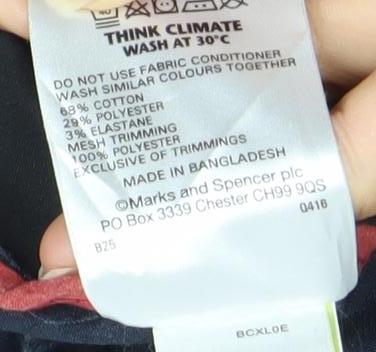 40
THINK CLIMATE
WASH AT 30°C
DO NOT USE FABRIC CONDITIONER
WASH SIMILAR COLOURS TOGETHER
68% COTTON
29% POLYESTER
3% ELASTANE
MESH TRIMMING
100% POLYESTER
EXCLUSIVE OF TRIMMINGS
MADE IN BANGLADESH
©Marks and Spencer plc
PO Box 3339 Chester CH99 9QS
0416
B25
BCXL0E